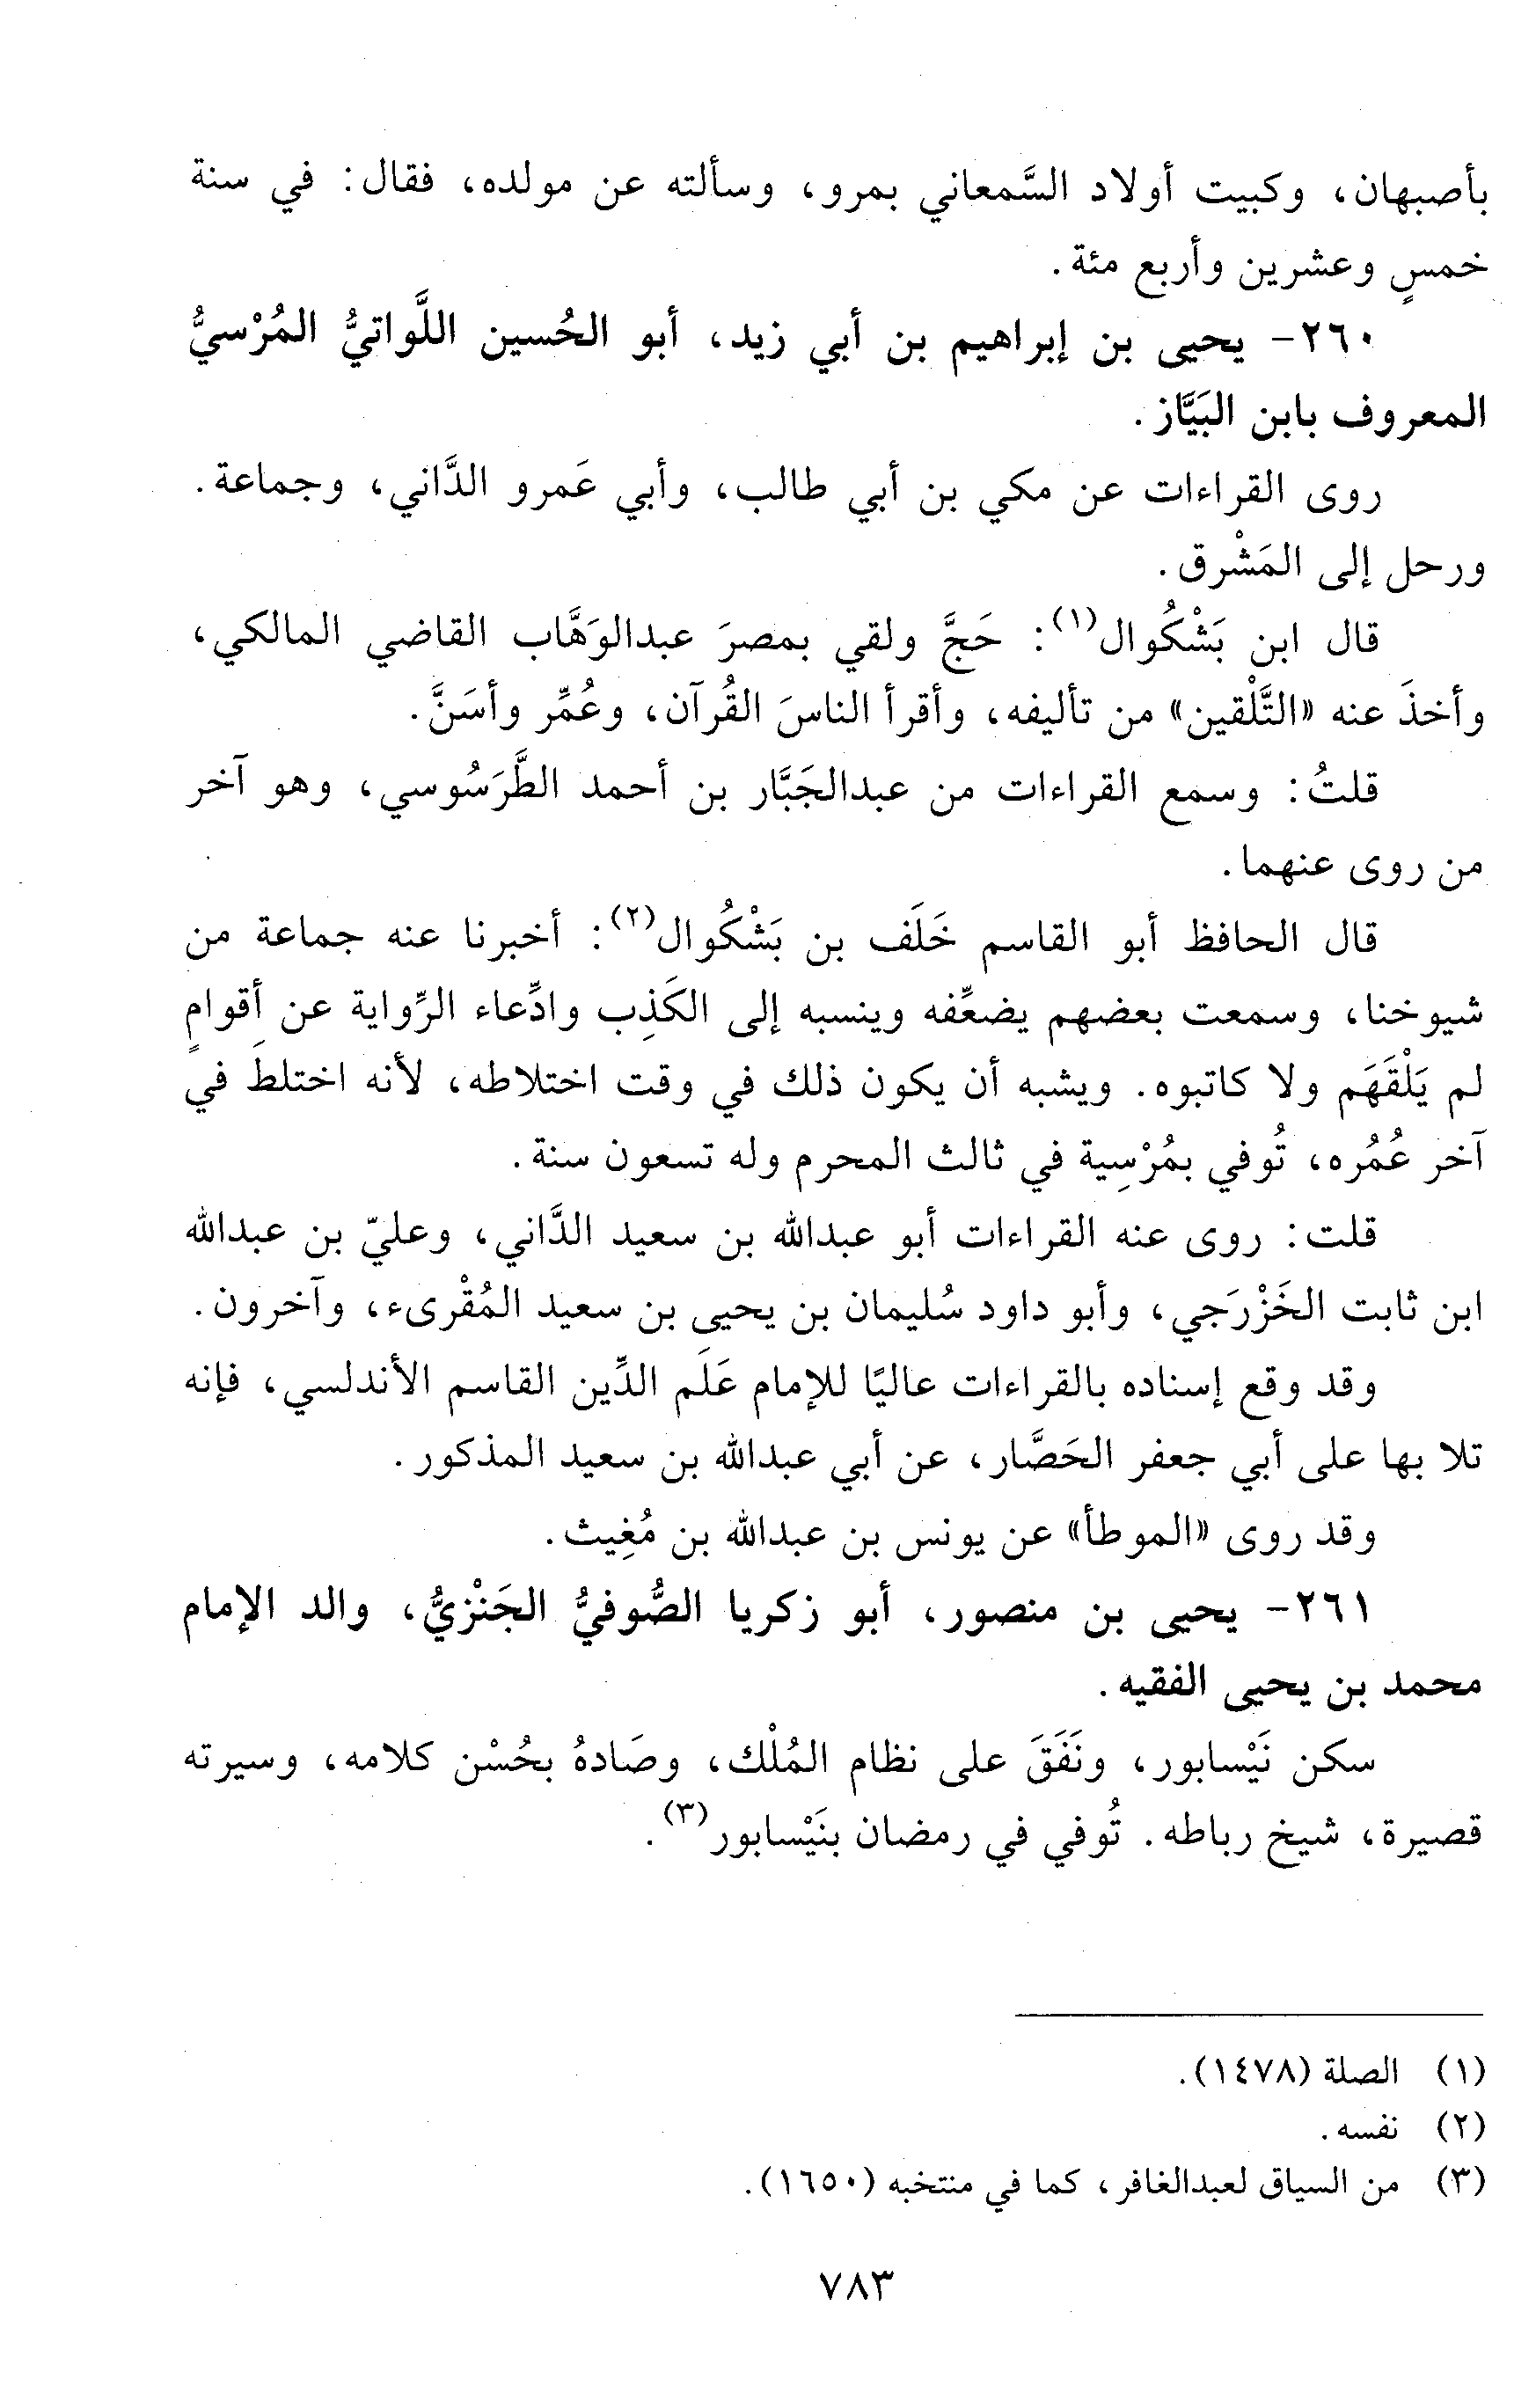 بأصبهان، وكبيت أولاد السَّمعاني بمرو، وسألته عن مولده، فقال: في سنة
خمسٍ وعشرين وأربع مئة.
٢٦٠- يحيى بن إبراهيم بن أبي زيد، أبو الحُسين اللَّواتيُّ المُرْسيُّ
المعروف بابن البَيَّاز.
روى القراءات عن مكي بن أبي طالب، وأبي عَمرو الدَّاني، وجماعة.
ورحل إلى المَشْرق.
قال ابن بَشْكُوال(١): حَجَّ ولقي بمصرَ عبدالوَهَّاب القاضي المالكي،
وأخذَ عنه «التَّلْقين» من تأليفه، وأقرأ الناسَ القُرآن، وعُمِّر وأسَنَّ.
قلتُ: وسمع القراءات من عبدالجَبَّار بن أحمد الطَّرَسُوسي، وهو آخر
من روى عنهما.
قال الحافظ أبو القاسم خَلَف بن بَشْكُوال(٢): أخبرنا عنه جماعة من
شيوخنا، وسمعت بعضهم يضعِّفه وينسبه إلى الكَذِب وادِّعاء الرِّواية عن أقوامٍ
لم يَلْقَهَم ولا كاتبوه. ويشبه أن يكون ذلك في وقت اختلاطه، لأنه اختلطَ في
آخر عُمُره، تُوفي بمُرْسِية في ثالث المحرم وله تسعون سنة.
قلت: روى عنه القراءات أبو عبدالله بن سعيد الدَّاني، وعليّ بن عبدالله
ابن ثابت الخَزْرَجي، وأبو داود سُليمان بن يحيى بن سعيد المُقْرىء، وآخرون.
وقد وقع إسناده بالقراءات عاليًا للإمام عَلَم الدِّين القاسم الأندلسي، فإنه
تلا بها على أبي جعفر الحَصَّار، عن أبي عبدالله بن سعيد المذكور.
وقد روى «الموطأ» عن يونس بن عبدالله بن مُغِيث.
٢٦١- يحيى بن منصور، أبو زكريا الصُّوفيُّ الجَنْزيُّ، والد الإمام
محمد بن يحيى الفقيه.
سكن نَيْسابور، ونَفَقَ على نظام المُلْك، وصَادهُ بحُسْن كلامه، وسيرته
قصيرة، شيخ رباطه. تُوفي في رمضان بنَيْسابور(٣).
(١) الصلة (١٤٧٨).
(٢) نفسه.
(٣) من السياق لعبدالغافر، كما في منتخبه (١٦٥٠).
٧٨٣